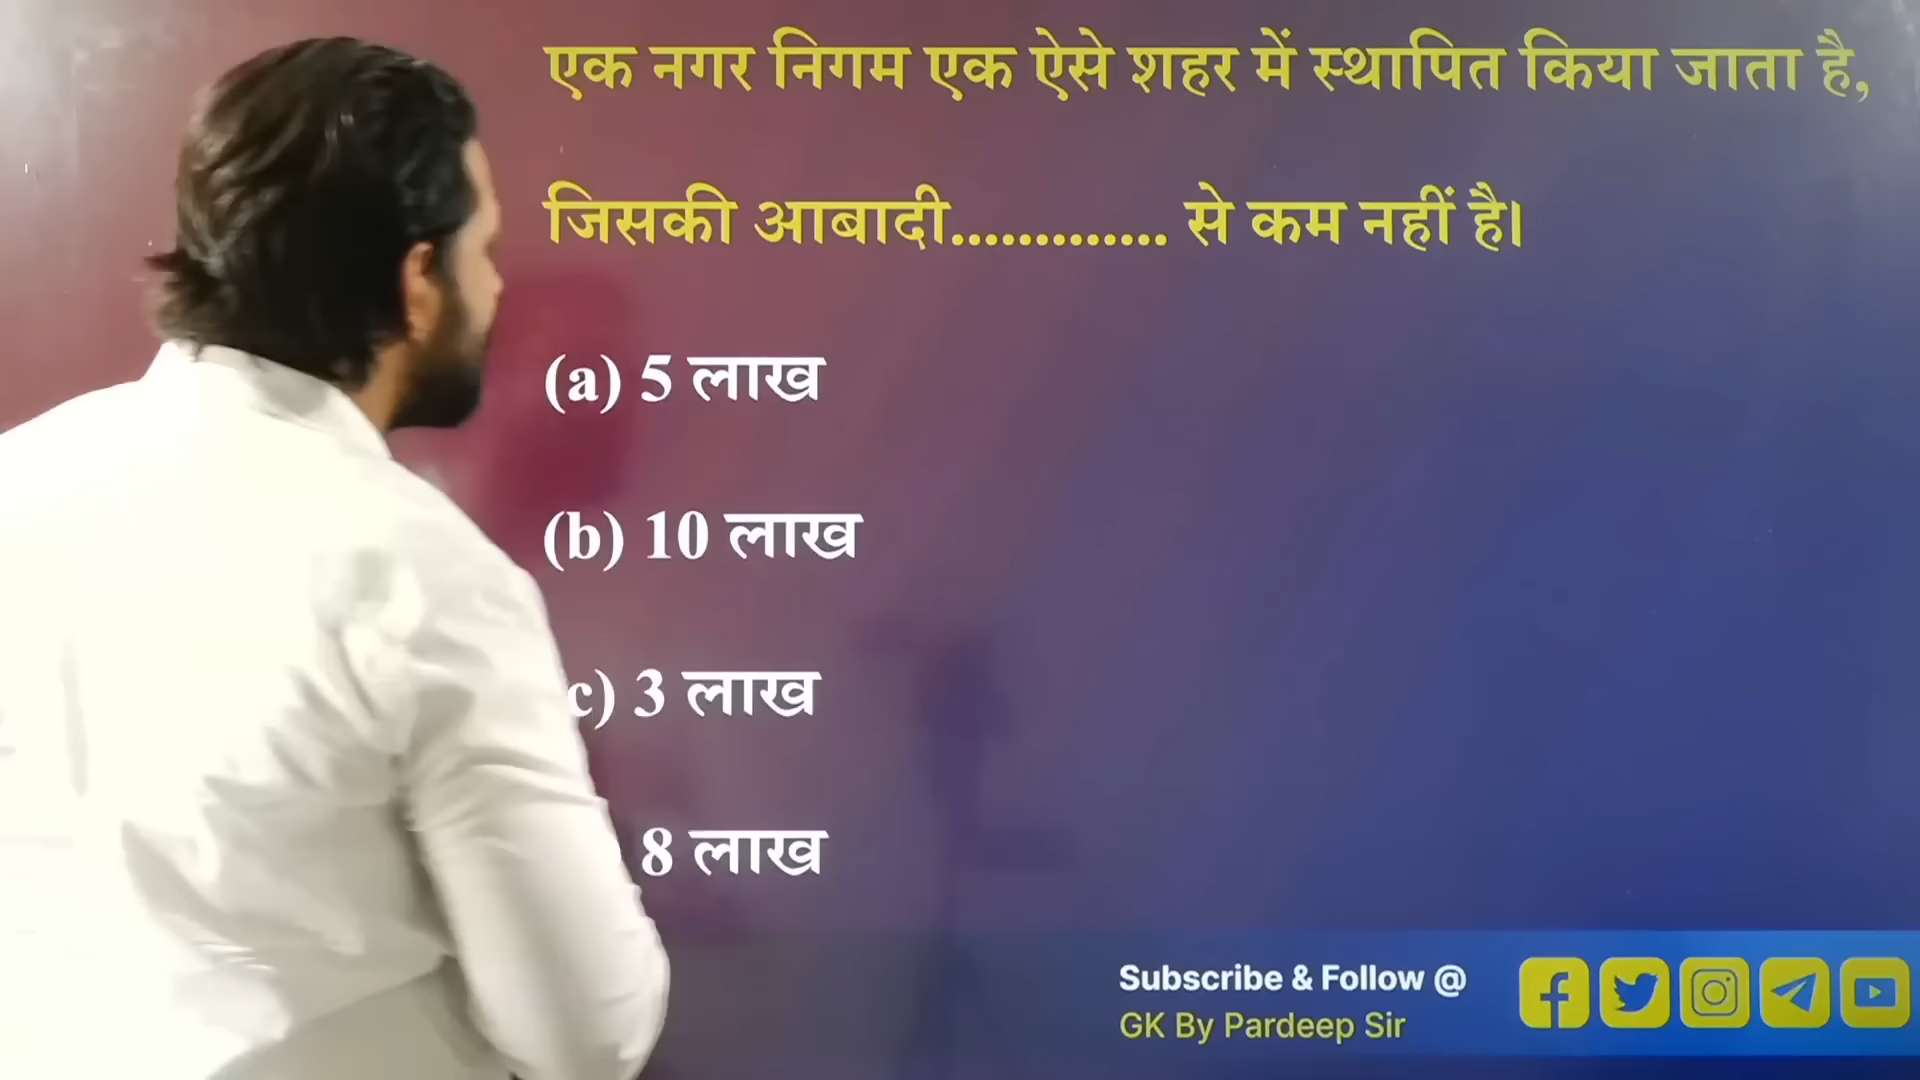 एक नगर निगम एक ऐसे शहर में स्थापित किया जाता है,
जिसकी आबादी............. से कम नहीं है।
(a) 5 लाख
(b) 10 लाख
c) 3 लाख
8 लाख
Subscribe & Follow @
GK By Pardeep Sir